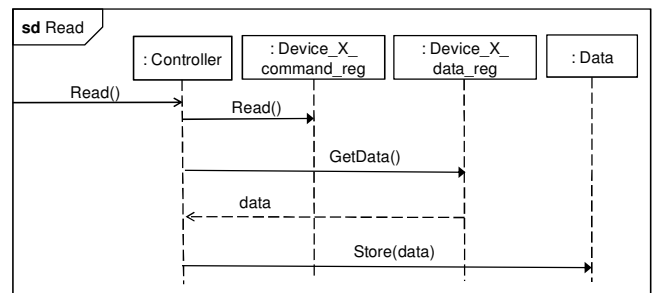 sd Read
: Controller
: Device_X_
command_reg
: Device_X_
data_reg
: Data
Read()
Read()
GetData()
data
Store(data)